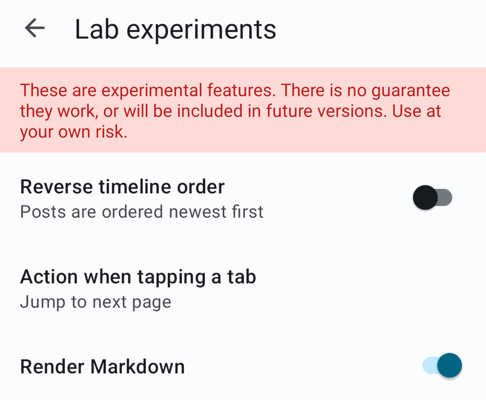 Lab experiments
These are experimental features. There is no guarantee
they work, or will be included in future versions. Use at
your own risk.
Reverse timeline order
Posts are ordered newest first
Action when tapping a tab
Jump to next page
Render Markdown